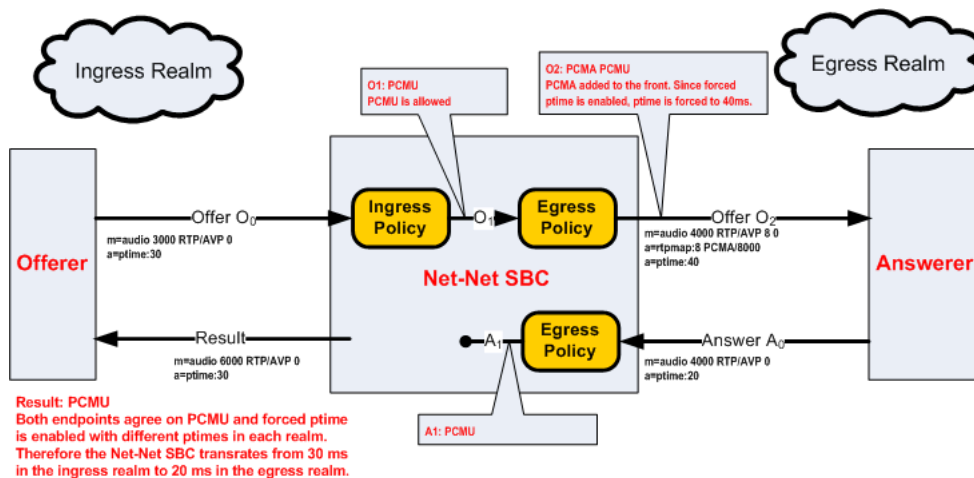 Ingress Realm
Egress Realm
O1: PCMU
PCMU is allowed
O2: PCMA PCMU
PCMA added to the front. Since forced
ptime is enabled, ptime is forced to 40ms.
Offerer
Offer O0
m=audio 3000 RTP/AVP 0
a=ptime:30
Ingress
Policy
O1
Egress
Policy
Offer O2
m=audio 4000 RTP/AVP 8 0
a=rtpmap:8 PCMA/8000
a=ptime:40
Answerer
Net-Net SBC
Result
m=audio 6000 RTP/AVP 0
a=ptime:30
A1
Egress
Policy
Answer A0
m=audio 4000 RTP/AVP 0
a=ptime:20
Result: PCMU
Both endpoints agree on PCMU and forced ptime
is enabled with different ptimes in each realm.
Therefore the Net-Net SBC transrates from 30 ms
in the ingress realm to 20 ms in the egress realm.
A1: PCMU